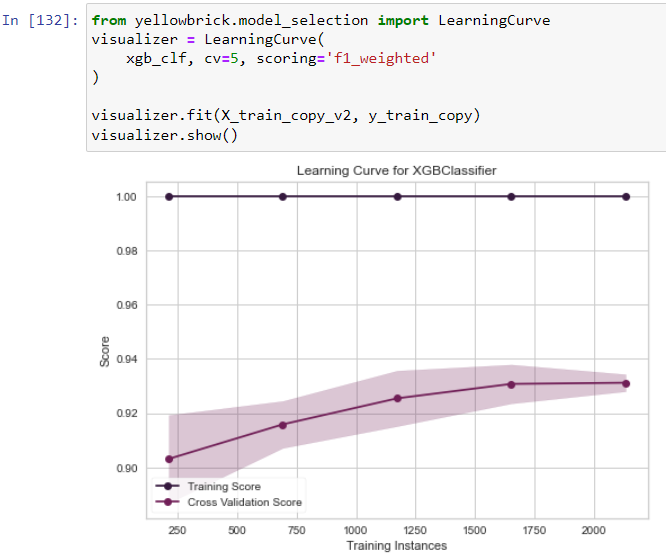 In [132]: from yellowbrick.model_selection import LearningCurve
visualizer = LearningCurve(
    xgb_clf, cv=5, scoring='f1_weighted'
)
visualizer.fit(X_train_copy_v2, y_train_copy)
visualizer.show()
Learning Curve for XGBClassifier
1.00
0.98
0.96
0.94
0.92
0.90
Score
Training Score
Cross Validation Score
250 500 750 1000 1250 1500 1750 2000
Training Instances